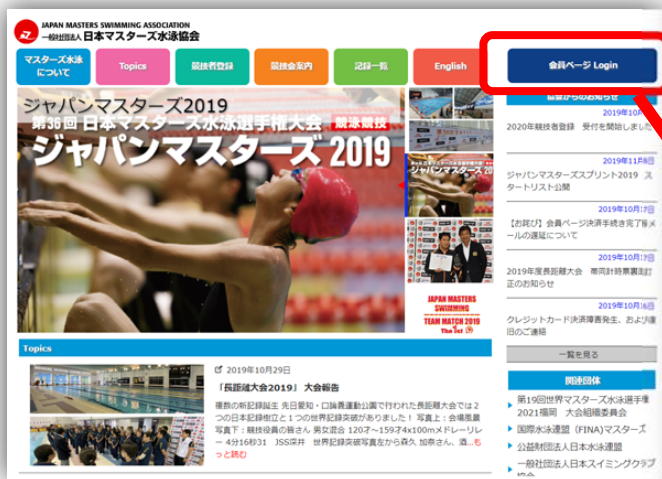 JAPAN MASTERS SWIMMING ASSOCIATION
一般社団法人 日本マスターズ水泳協会
マスターズ水泳
について
Topics
競技者登録
競技会案内
記録一覧
English
会員ページ Login
ジャパンマスターズ2019
第36回 日本マスターズ水泳選手権大会 競泳競技
ジャパンマスターズ 2019
JAPAN MASTERS
SWIMMING
TEAM MATCH 2019
The 1st
協会からのお知らせ
2019年10月
2020年競技者登録 受付を開始しました
2019年11月8日
ジャパンマスターズスプリント2019 ス
タートリスト公開
2019年10月
【お詫び】会員ページ決済手続き完了
ールの遅延について
2019年10月
2019年度長距離大会 帯同計時票裏面訂
正のお知らせ
2019年10月16日
クレジットカード決済障害発生、および復
旧のご連絡
一覧を見る
Topics
2019年10月29日
「長距離大会2019」 大会報告
複数の新記録誕生 先日愛知・口論義運動公園で行われた長距離大会では2
つの日本記録樹立と1つの世界記録突破がありました! 写真上:会場風景
写真下:競技役員の皆さん 男女混合 120才~159才4x100mメドレーリレ
ー 4分16秒31 JSS深井 世界記録突破写真左から森久 加奈さん、酒...も
っと読む
関連団体
第19回世界マスターズ水泳選手権
2021福岡 大会組織委員会
国際水泳連盟（FINA)マスターズ
公益財団法人日本水泳連盟
一般社団法人日本スイミングクラブ
協会